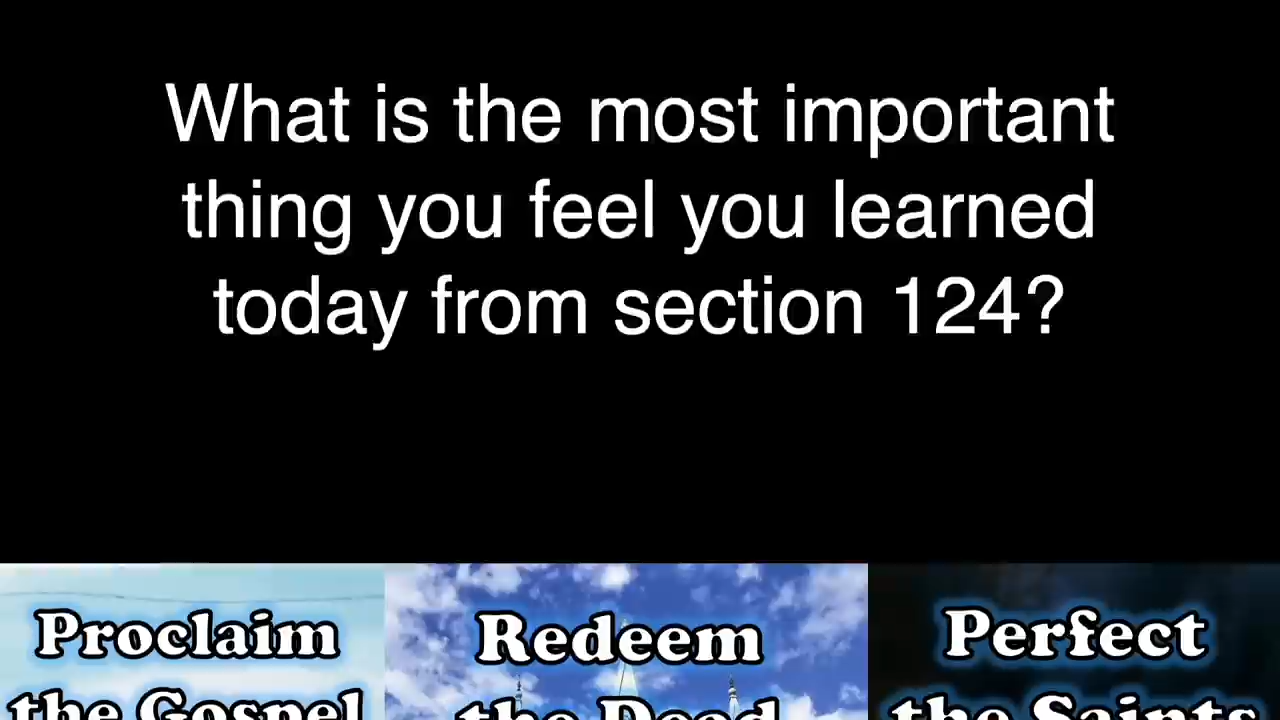 What is the most important
thing you feel you learned
today from section 124?
Proclaim
the Gospel
Redeem
the Dead
Perfect
the Saints